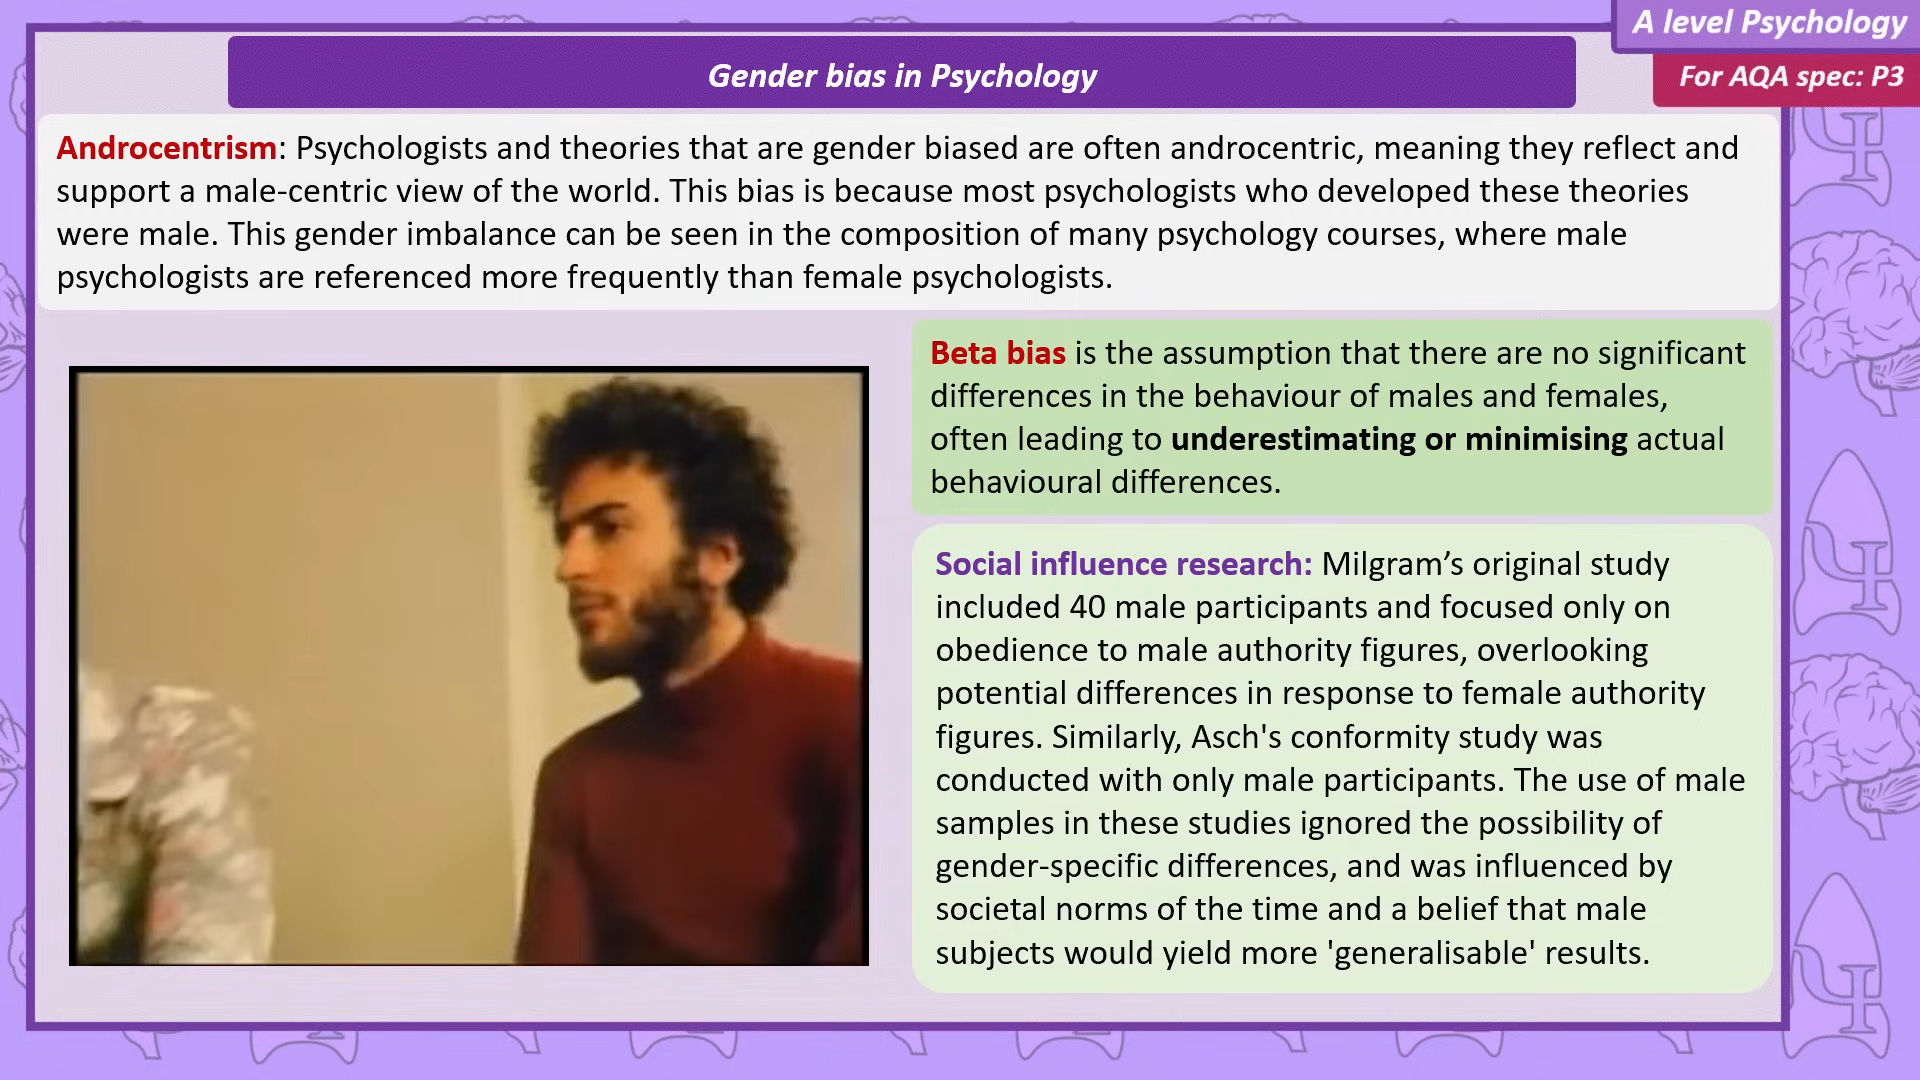 A level Psychology
For AQA spec: P3
Gender bias in Psychology
Androcentrism: Psychologists and theories that are gender biased are often androcentric, meaning they reflect and
support a male-centric view of the world. This bias is because most psychologists who developed these theories
were male. This gender imbalance can be seen in the composition of many psychology courses, where male
psychologists are referenced more frequently than female psychologists.
Beta bias is the assumption that there are no significant
differences in the behaviour of males and females,
often leading to underestimating or minimising actual
behavioural differences.
Social influence research: Milgram’s original study
included 40 male participants and focused only on
obedience to male authority figures, overlooking
potential differences in response to female authority
figures. Similarly, Asch's conformity study was
conducted with only male participants. The use of male
samples in these studies ignored the possibility of
gender-specific differences, and was influenced by
societal norms of the time and a belief that male
subjects would yield more 'generalisable' results.